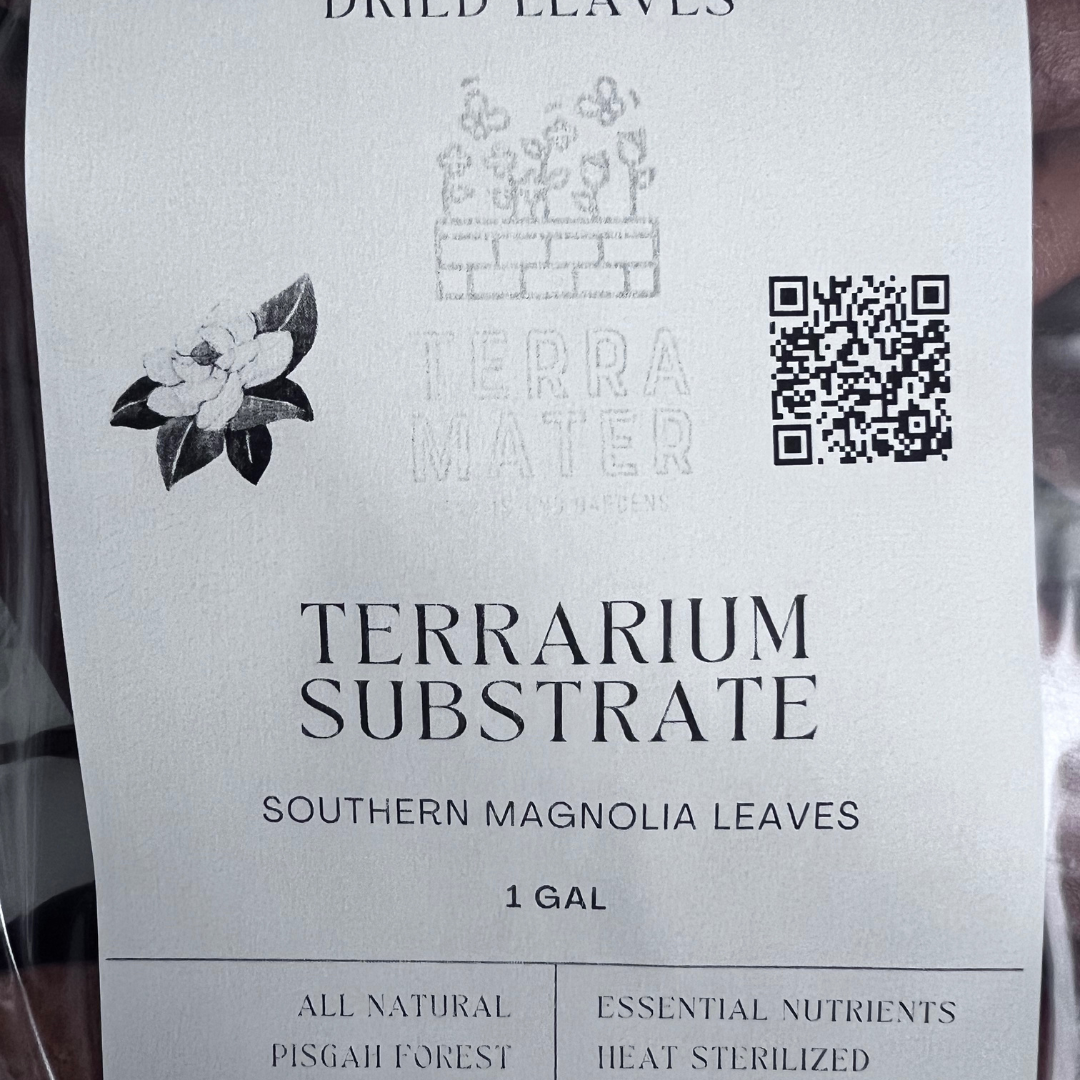 DRIED LEAVES
TERRA
MATER
GARDENS
TERRARIUM
SUBSTRATE
SOUTHERN MAGNOLIA LEAVES
1 GAL
ALL NATURAL
ESSENTIAL NUTRIENTS
PISGAH FOREST
HEAT STERILIZED